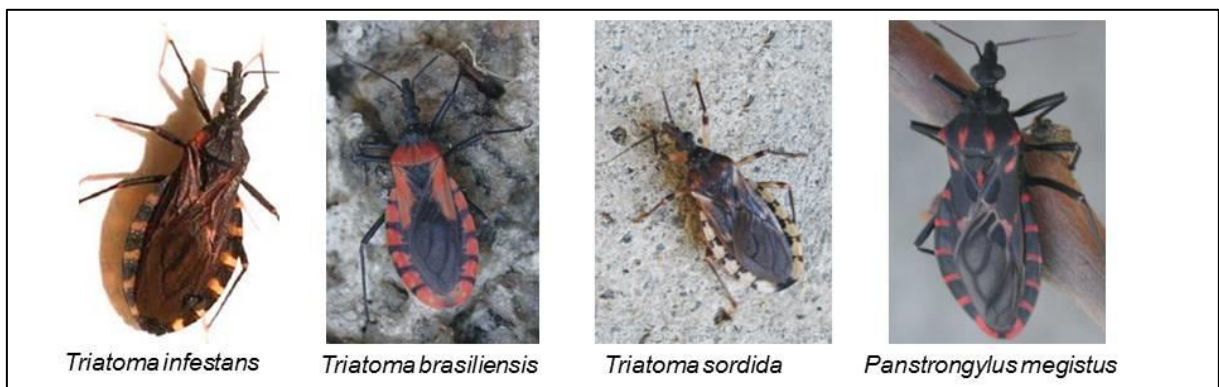 Triatoma infestans
Triatoma brasiliensis
Triatoma sordida
Panstrongylus megistus